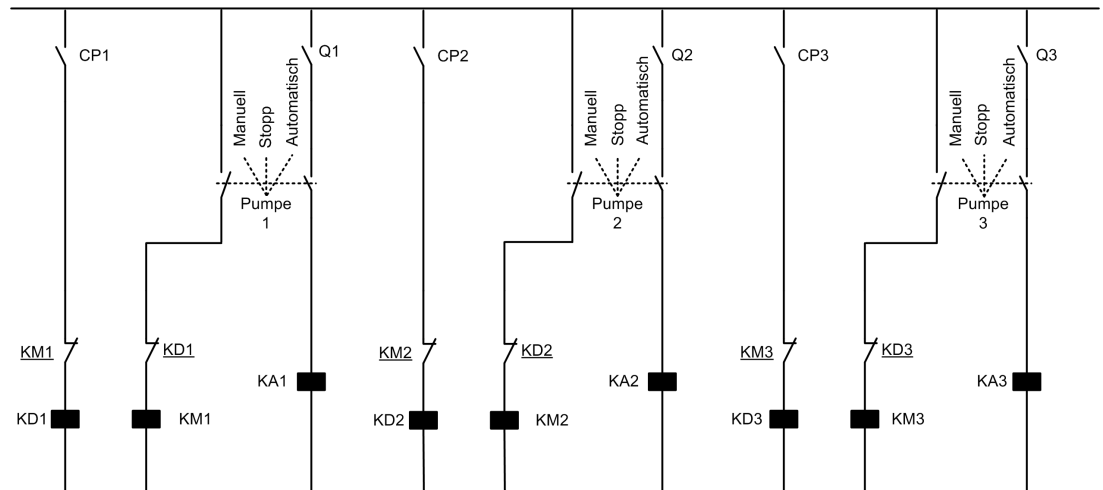 CP1
Q1
CP2
Q2
CP3
Q3
Manuell
Stopp
Automatisch
Manuell
Stopp
Automatisch
Manuell
Stopp
Automatisch
Pumpe
1
Pumpe
2
Pumpe
3
KM1
KD1
KM2
KD2
KM3
KD3
KA1
KA2
KA3
KD1
KM1
KD2
KM2
KD3
KM3